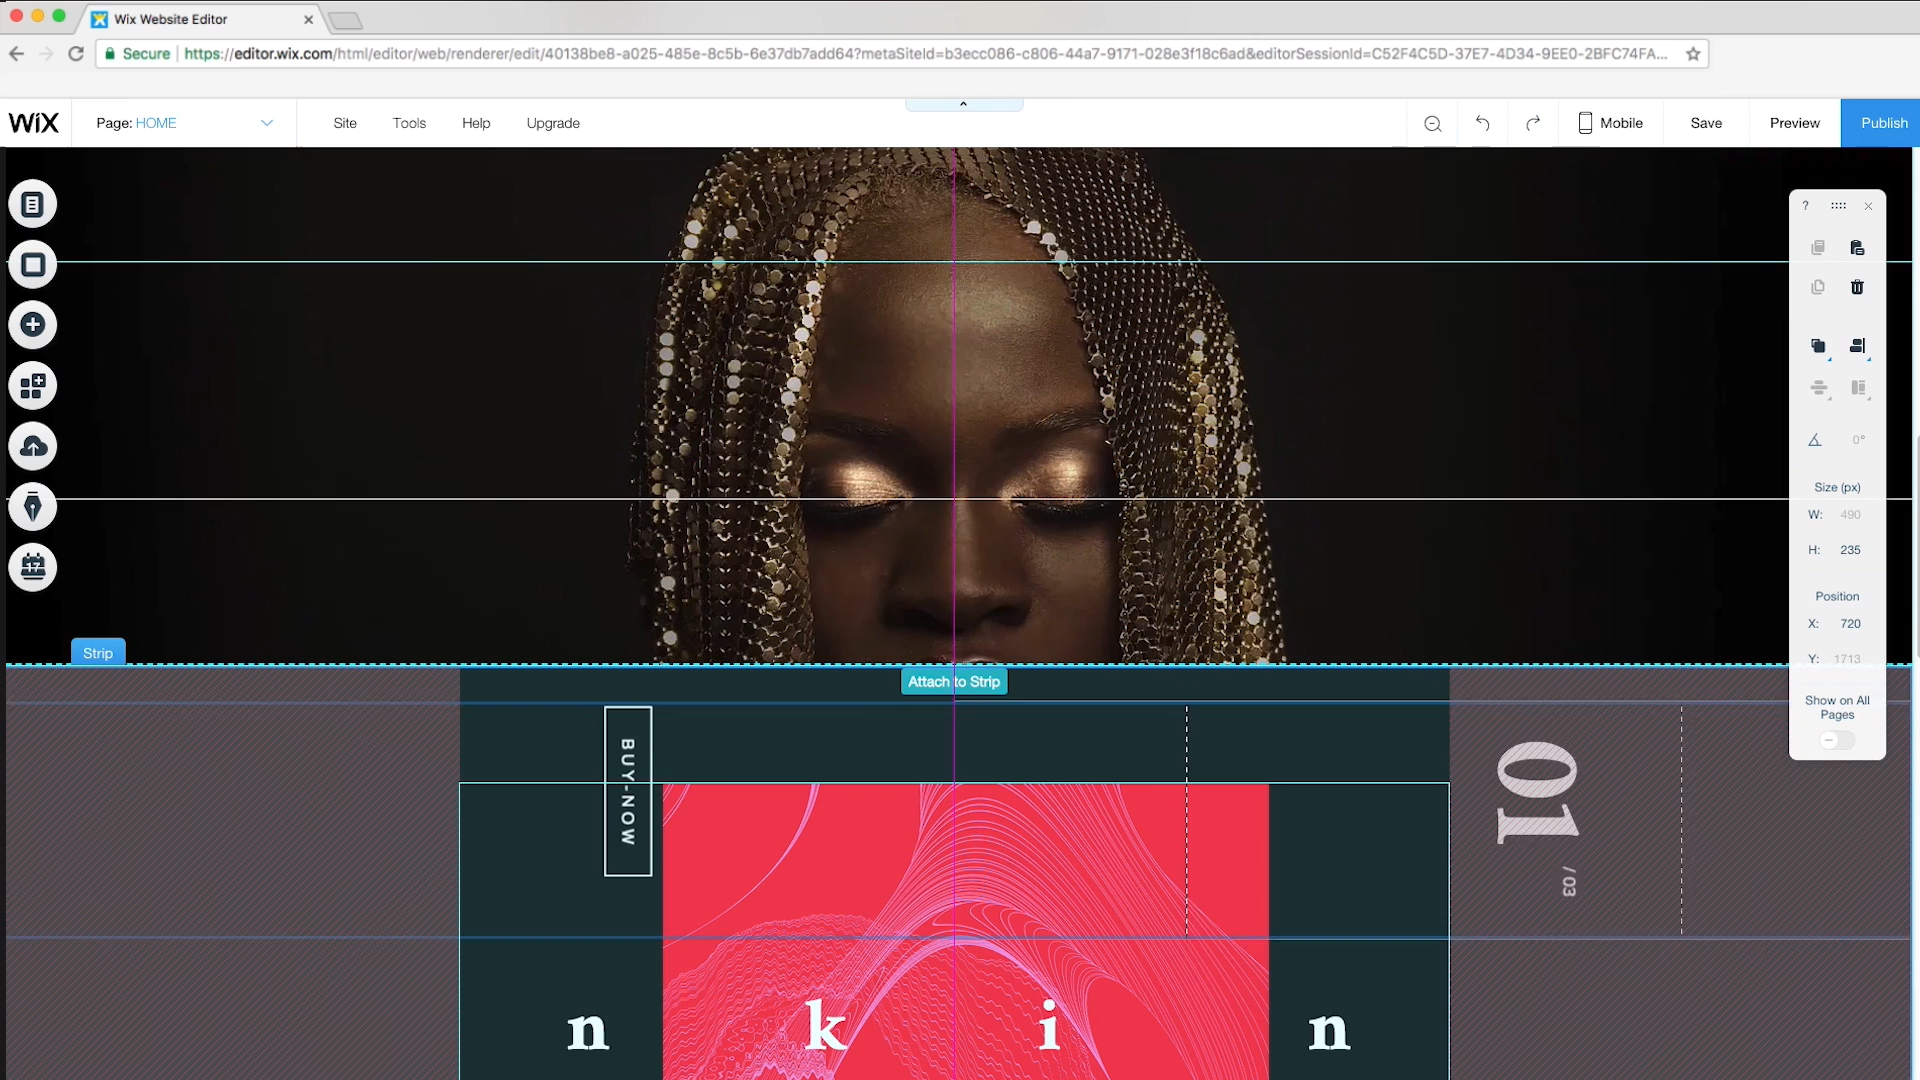 Wix Website Editor
Secure | https://editor.wix.com/html/editor/web/renderer/edit/40138be8-a025-485e-8c5b-6e37db7add64?metaSiteId=b3ecc086-c806-44a7-9171-028e3f18c6ad&editorSessionId=C52F4C5D-37E7-4D34-9EE0-2BFC74FA...
WiX
Page: HOME
Site
Tools
Help
Upgrade
Mobile
Save
Preview
Publish
17
?
0°
Size (px)
W: 490
H: 235
Position
X: 720
Y: 1713
Show on All
Pages
Strip
Attach to Strip
BUY-NOW
01
/ 03
n k i n